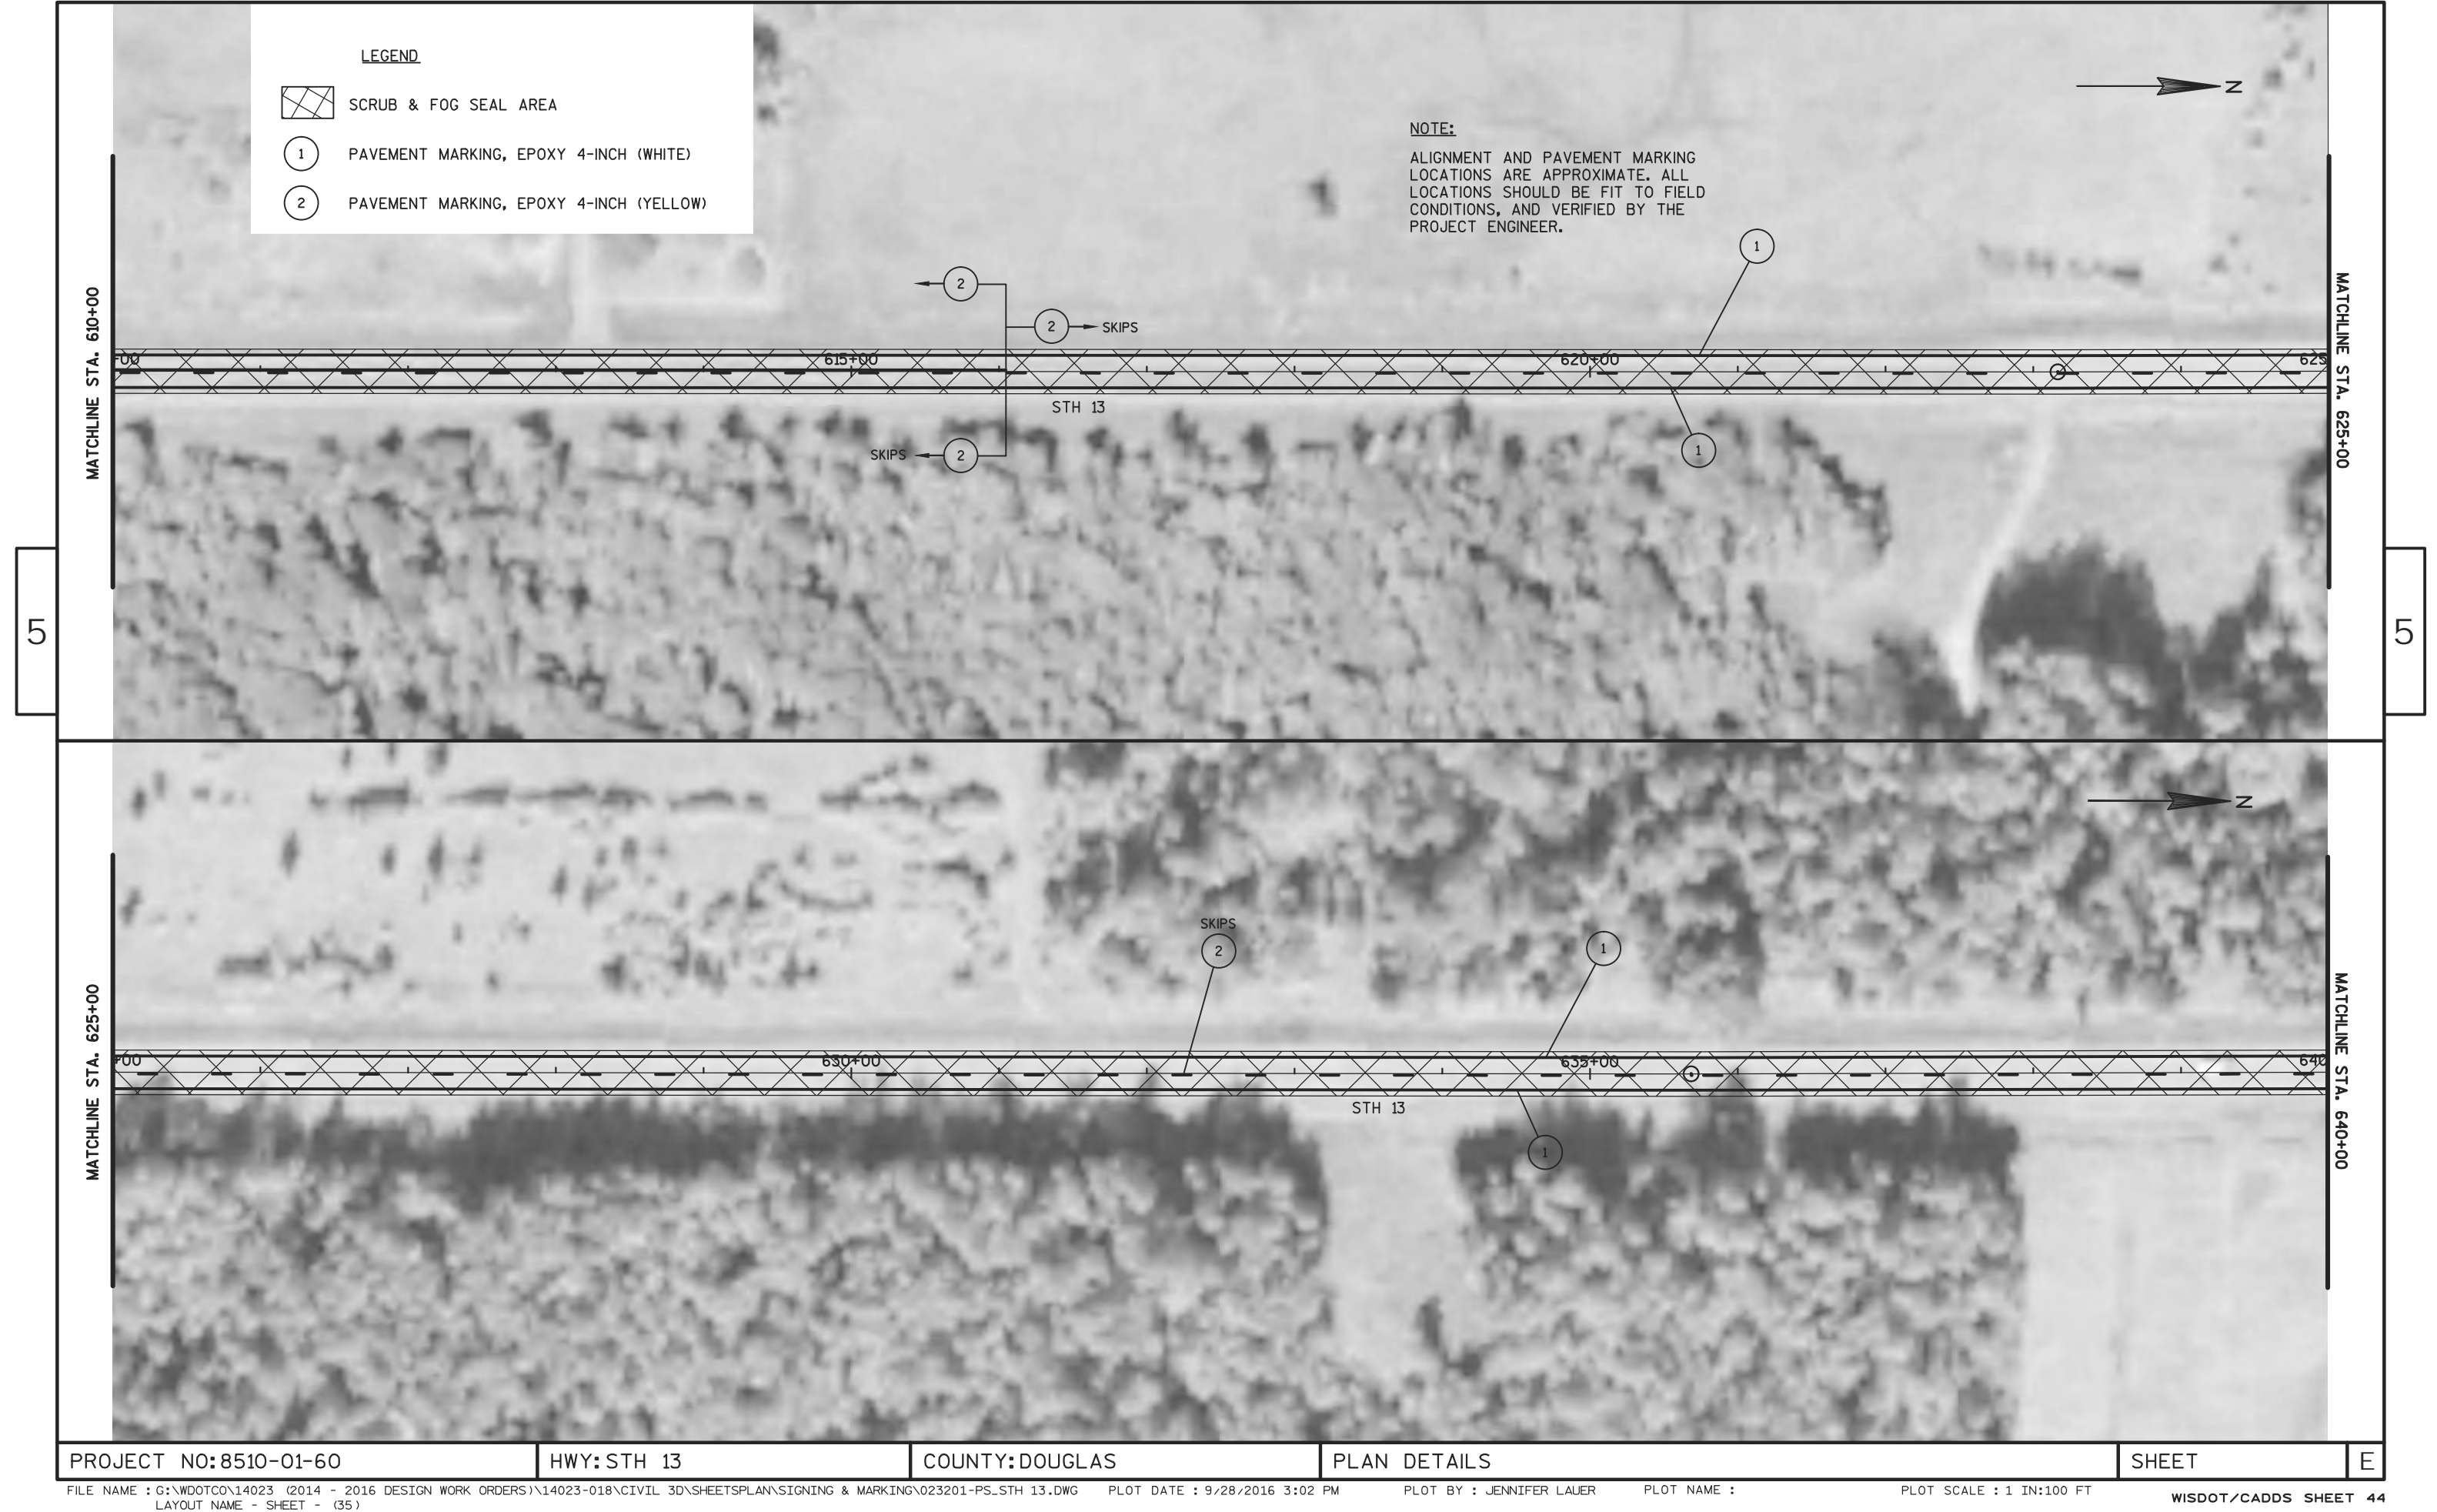 LEGEND
SCRUB & FOG SEAL AREA
1 PAVEMENT MARKING, EPOXY 4-INCH (WHITE)
2 PAVEMENT MARKING, EPOXY 4-INCH (YELLOW)
N
NOTE:
ALIGNMENT AND PAVEMENT MARKING
LOCATIONS ARE APPROXIMATE. ALL
LOCATIONS SHOULD BE FIT TO FIELD
CONDITIONS, AND VERIFIED BY THE
PROJECT ENGINEER.
1
2
2 SKIPS
MATCHLINE STA. 610+00
MATCHLINE STA. 625+00
+00 615+00 620+00 625
STH 13
SKIPS 2
1
5
5
N
SKIPS
2
1
MATCHLINE STA. 625+00
MATCHLINE STA. 640+00
+00 630+00 635+00 640
STH 13
1
PROJECT NO:8510-01-60 HWY:STH 13 COUNTY:DOUGLAS PLAN DETAILS SHEET E
FILE NAME : G:\WDOTCO\14023 (2014 - 2016 DESIGN WORK ORDERS)\14023-018\CIVIL 3D\SHEETSPLAN\SIGNING & MARKING\023201-PS_STH 13.DWG PLOT DATE : 9/28/2016 3:02 PM PLOT BY : JENNIFER LAUER PLOT NAME : PLOT SCALE : 1 IN:100 FT
LAYOUT NAME - SHEET - (35)
WISDOT/CADDS SHEET 44